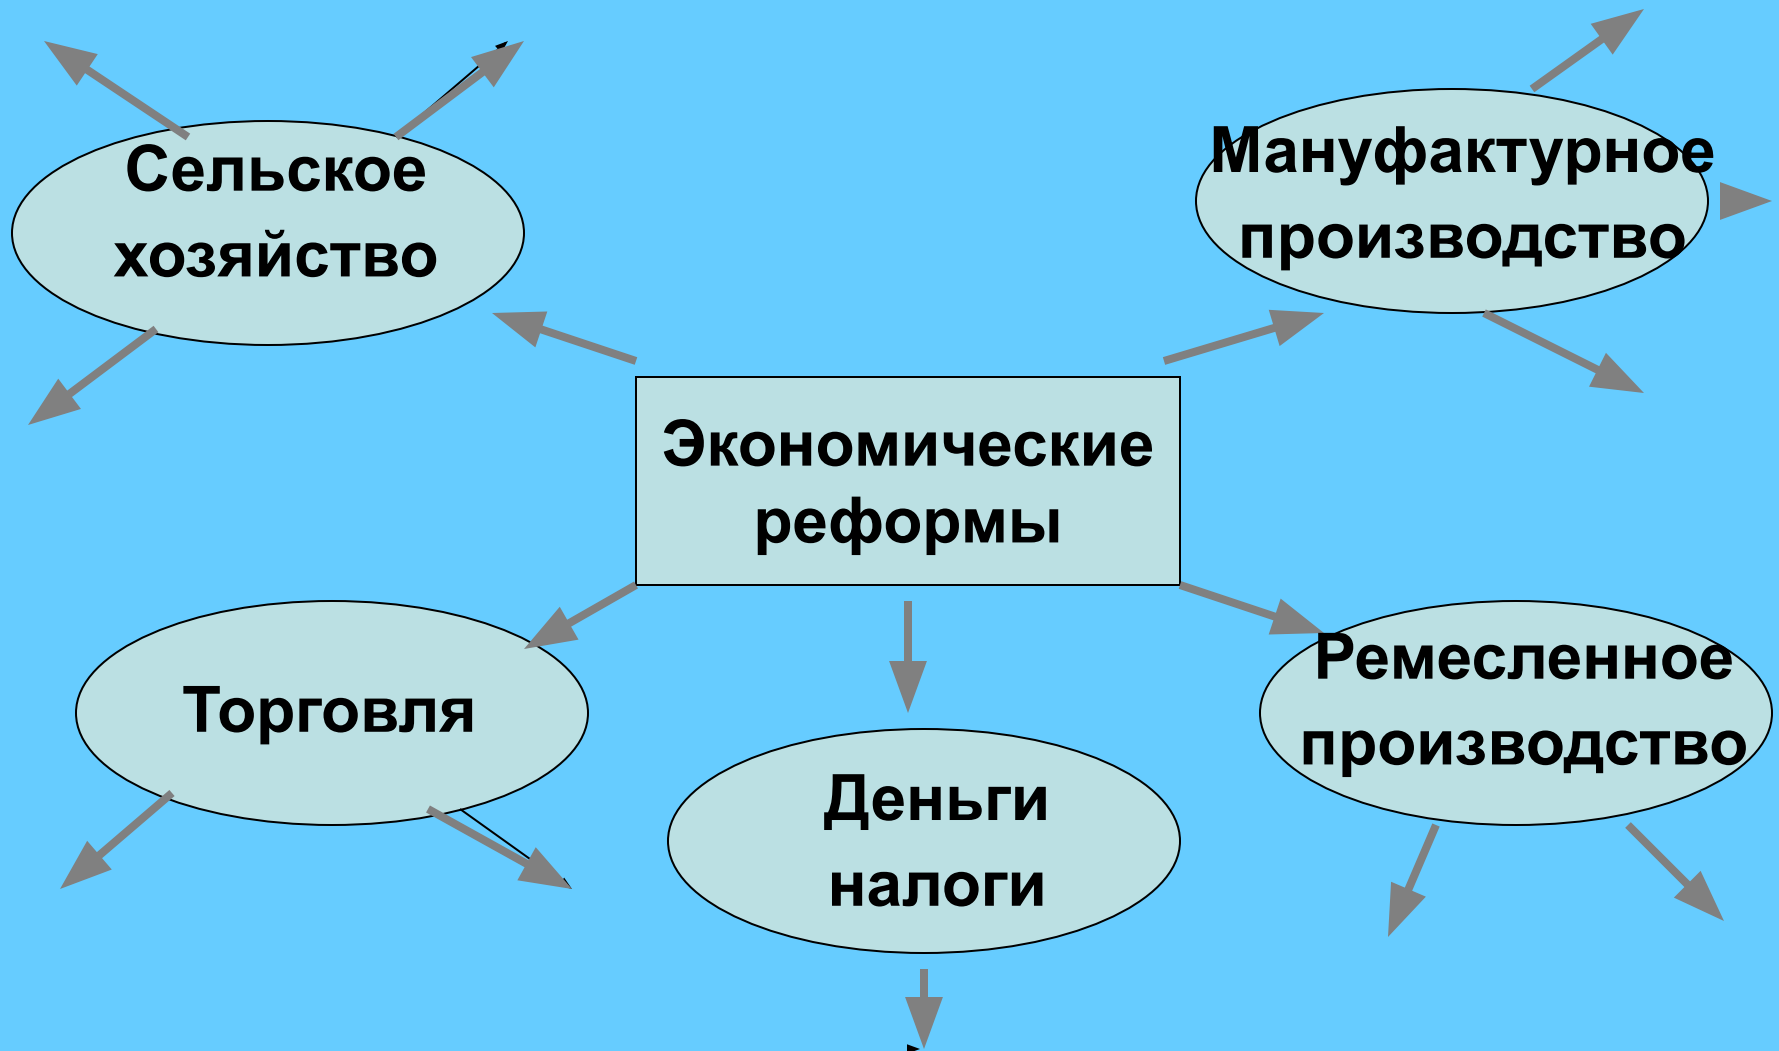 Сельское
хозяйство
Мануфактурное
производство
Экономические
реформы
Торговля
Деньги
налоги
Ремесленное
производство